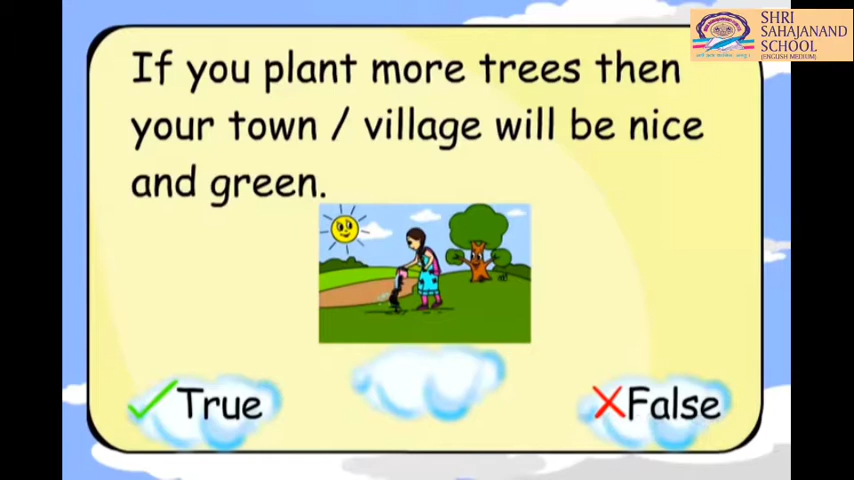 If you plant more trees then
your town / village will be nice
and green.
True
False
SHRI
SAHAJANAND
SCHOOL
(ENGLISH MEDIUM)